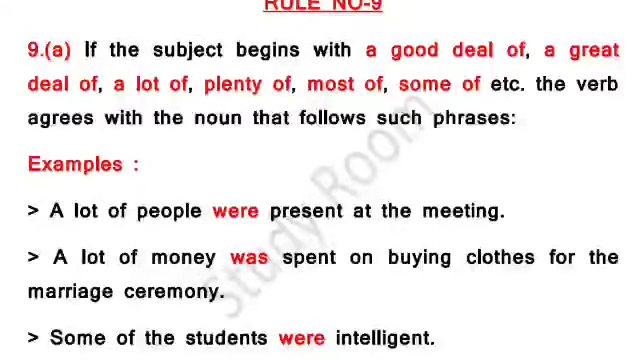 RULE NO-9
9.(a) If the subject begins with a good deal of, a great
deal of, a lot of, plenty of, most of, some of etc. the verb
agrees with the noun that follows such phrases:
Examples :
> A lot of people were present at the meeting.
> A lot of money was spent on buying clothes for the
marriage ceremony.
> Some of the students were intelligent.
Study Room